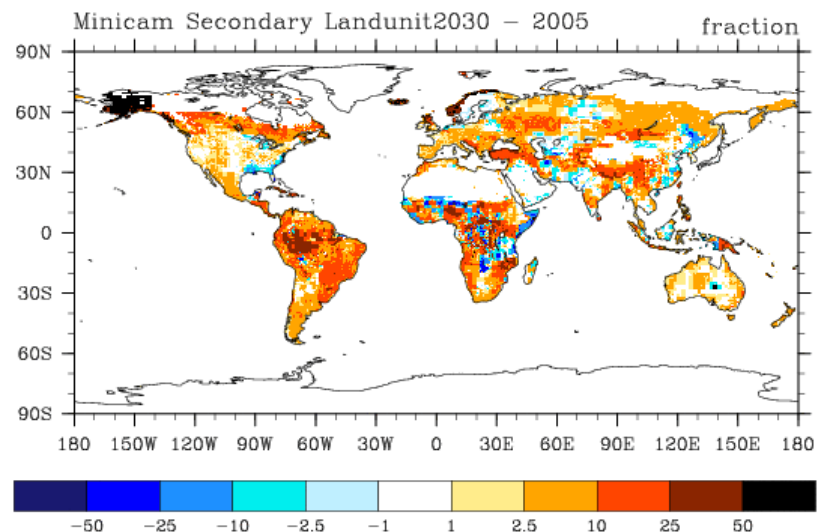 Minicam Secondary Landunit2030 – 2005 fraction
90N
60N
30N
0
30S
60S
90S
180 150W 120W 90W 60W 30W 0 30E 60E 90E 120E 150E 180
−50 −25 −10 −2.5 −1 1 2.5 10 25 50